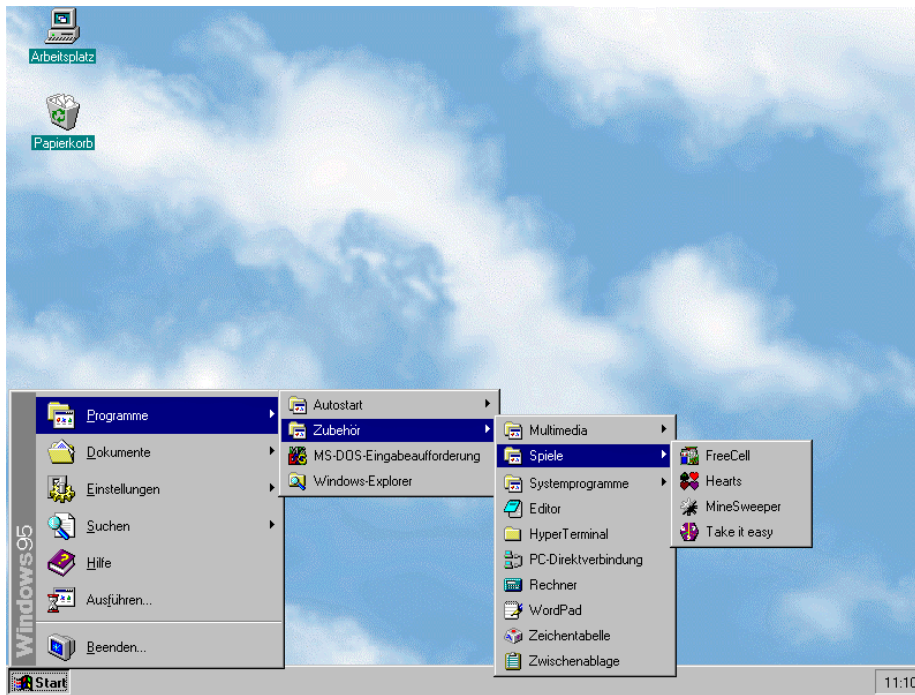 Arbeitsplatz
Papierkorb
Windows95
Programme
Dokumente
Einstellungen
Suchen
Hilfe
Ausführen...
Beenden...
Autostart
Zubehör
MS-DOS-Eingabeaufforderung
Windows-Explorer
Multimedia
Spiele
Systemprogramme
Editor
HyperTerminal
PC-Direktverbindung
Rechner
WordPad
Zeichentabelle
Zwischenablage
FreeCell
Hearts
MineSweeper
Take it easy
Start
11:10